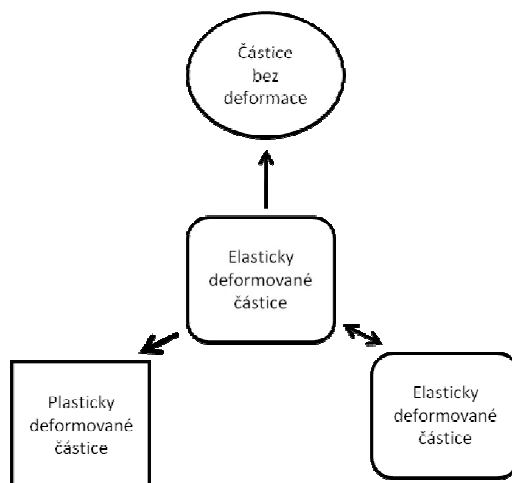 Částice
bez
deformace
Elasticky
deformované
částice
Plasticky
deformované
částice
Elasticky
deformované
částice